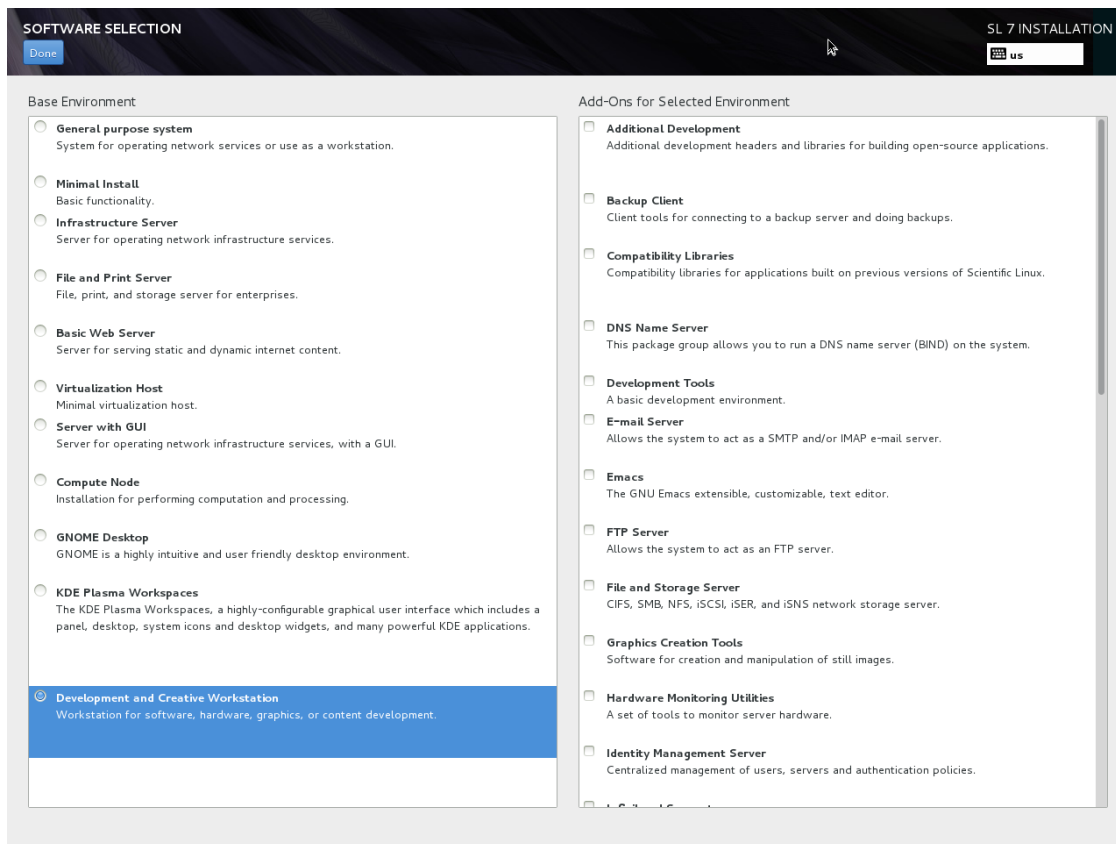 SOFTWARE SELECTION
SL 7 INSTALLATION
Done
us
Base Environment
General purpose system
System for operating network services or use as a workstation.
Minimal Install
Basic functionality.
Infrastructure Server
Server for operating network infrastructure services.
File and Print Server
File, print, and storage server for enterprises.
Basic Web Server
Server for serving static and dynamic internet content.
Virtualization Host
Minimal virtualization host.
Server with GUI
Server for operating network infrastructure services, with a GUI.
Compute Node
Installation for performing computation and processing.
GNOME Desktop
GNOME is a highly intuitive and user friendly desktop environment.
KDE Plasma Workspaces
The KDE Plasma Workspaces, a highly-configurable graphical user interface which includes a
panel, desktop, system icons and desktop widgets, and many powerful KDE applications.
Development and Creative Workstation
Workstation for software, hardware, graphics, or content development.
Add-Ons for Selected Environment
Additional Development
Additional development headers and libraries for building open-source applications.
Backup Client
Client tools for connecting to a backup server and doing backups.
Compatibility Libraries
Compatibility libraries for applications built on previous versions of Scientific Linux.
DNS Name Server
This package group allows you to run a DNS name server (BIND) on the system.
Development Tools
A basic development environment.
E-mail Server
Allows the system to act as a SMTP and/or IMAP e-mail server.
Emacs
The GNU Emacs extensible, customizable, text editor.
FTP Server
Allows the system to act as an FTP server.
File and Storage Server
CIFS, SMB, NFS, iSCSI, iSER, and iSNS network storage server.
Graphics Creation Tools
Software for creation and manipulation of still images.
Hardware Monitoring Utilities
A set of tools to monitor server hardware.
Identity Management Server
Centralized management of users, servers and authentication policies.